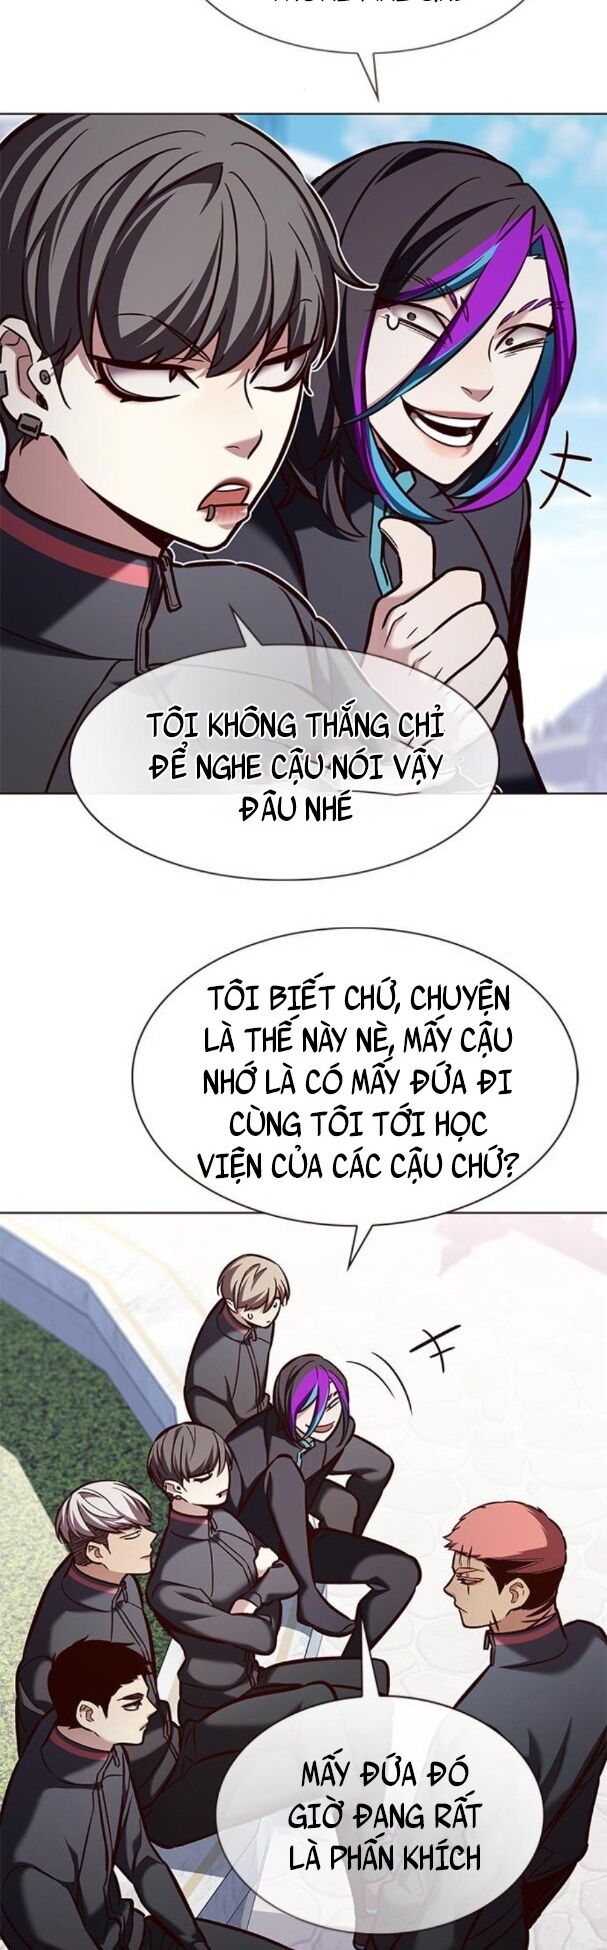 TÔI KHÔNG THẮNG CHỈ
ĐỂ NGHE CẬU NÓI VẬY
ĐÂU NHÉ
TÔI BIẾT CHỨ, CHUYỆN
LÀ THẾ NÀY NÈ, MẤY CẬU
NHỚ LÀ CÓ MẤY ĐỨA ĐI
CÙNG TÔI TỚI HỌC
VIỆN CỦA CÁC CẬU CHỨ?
MẤY ĐỨA ĐÓ
GIỜ ĐANG RẤT
LÀ PHẤN KHÍCH